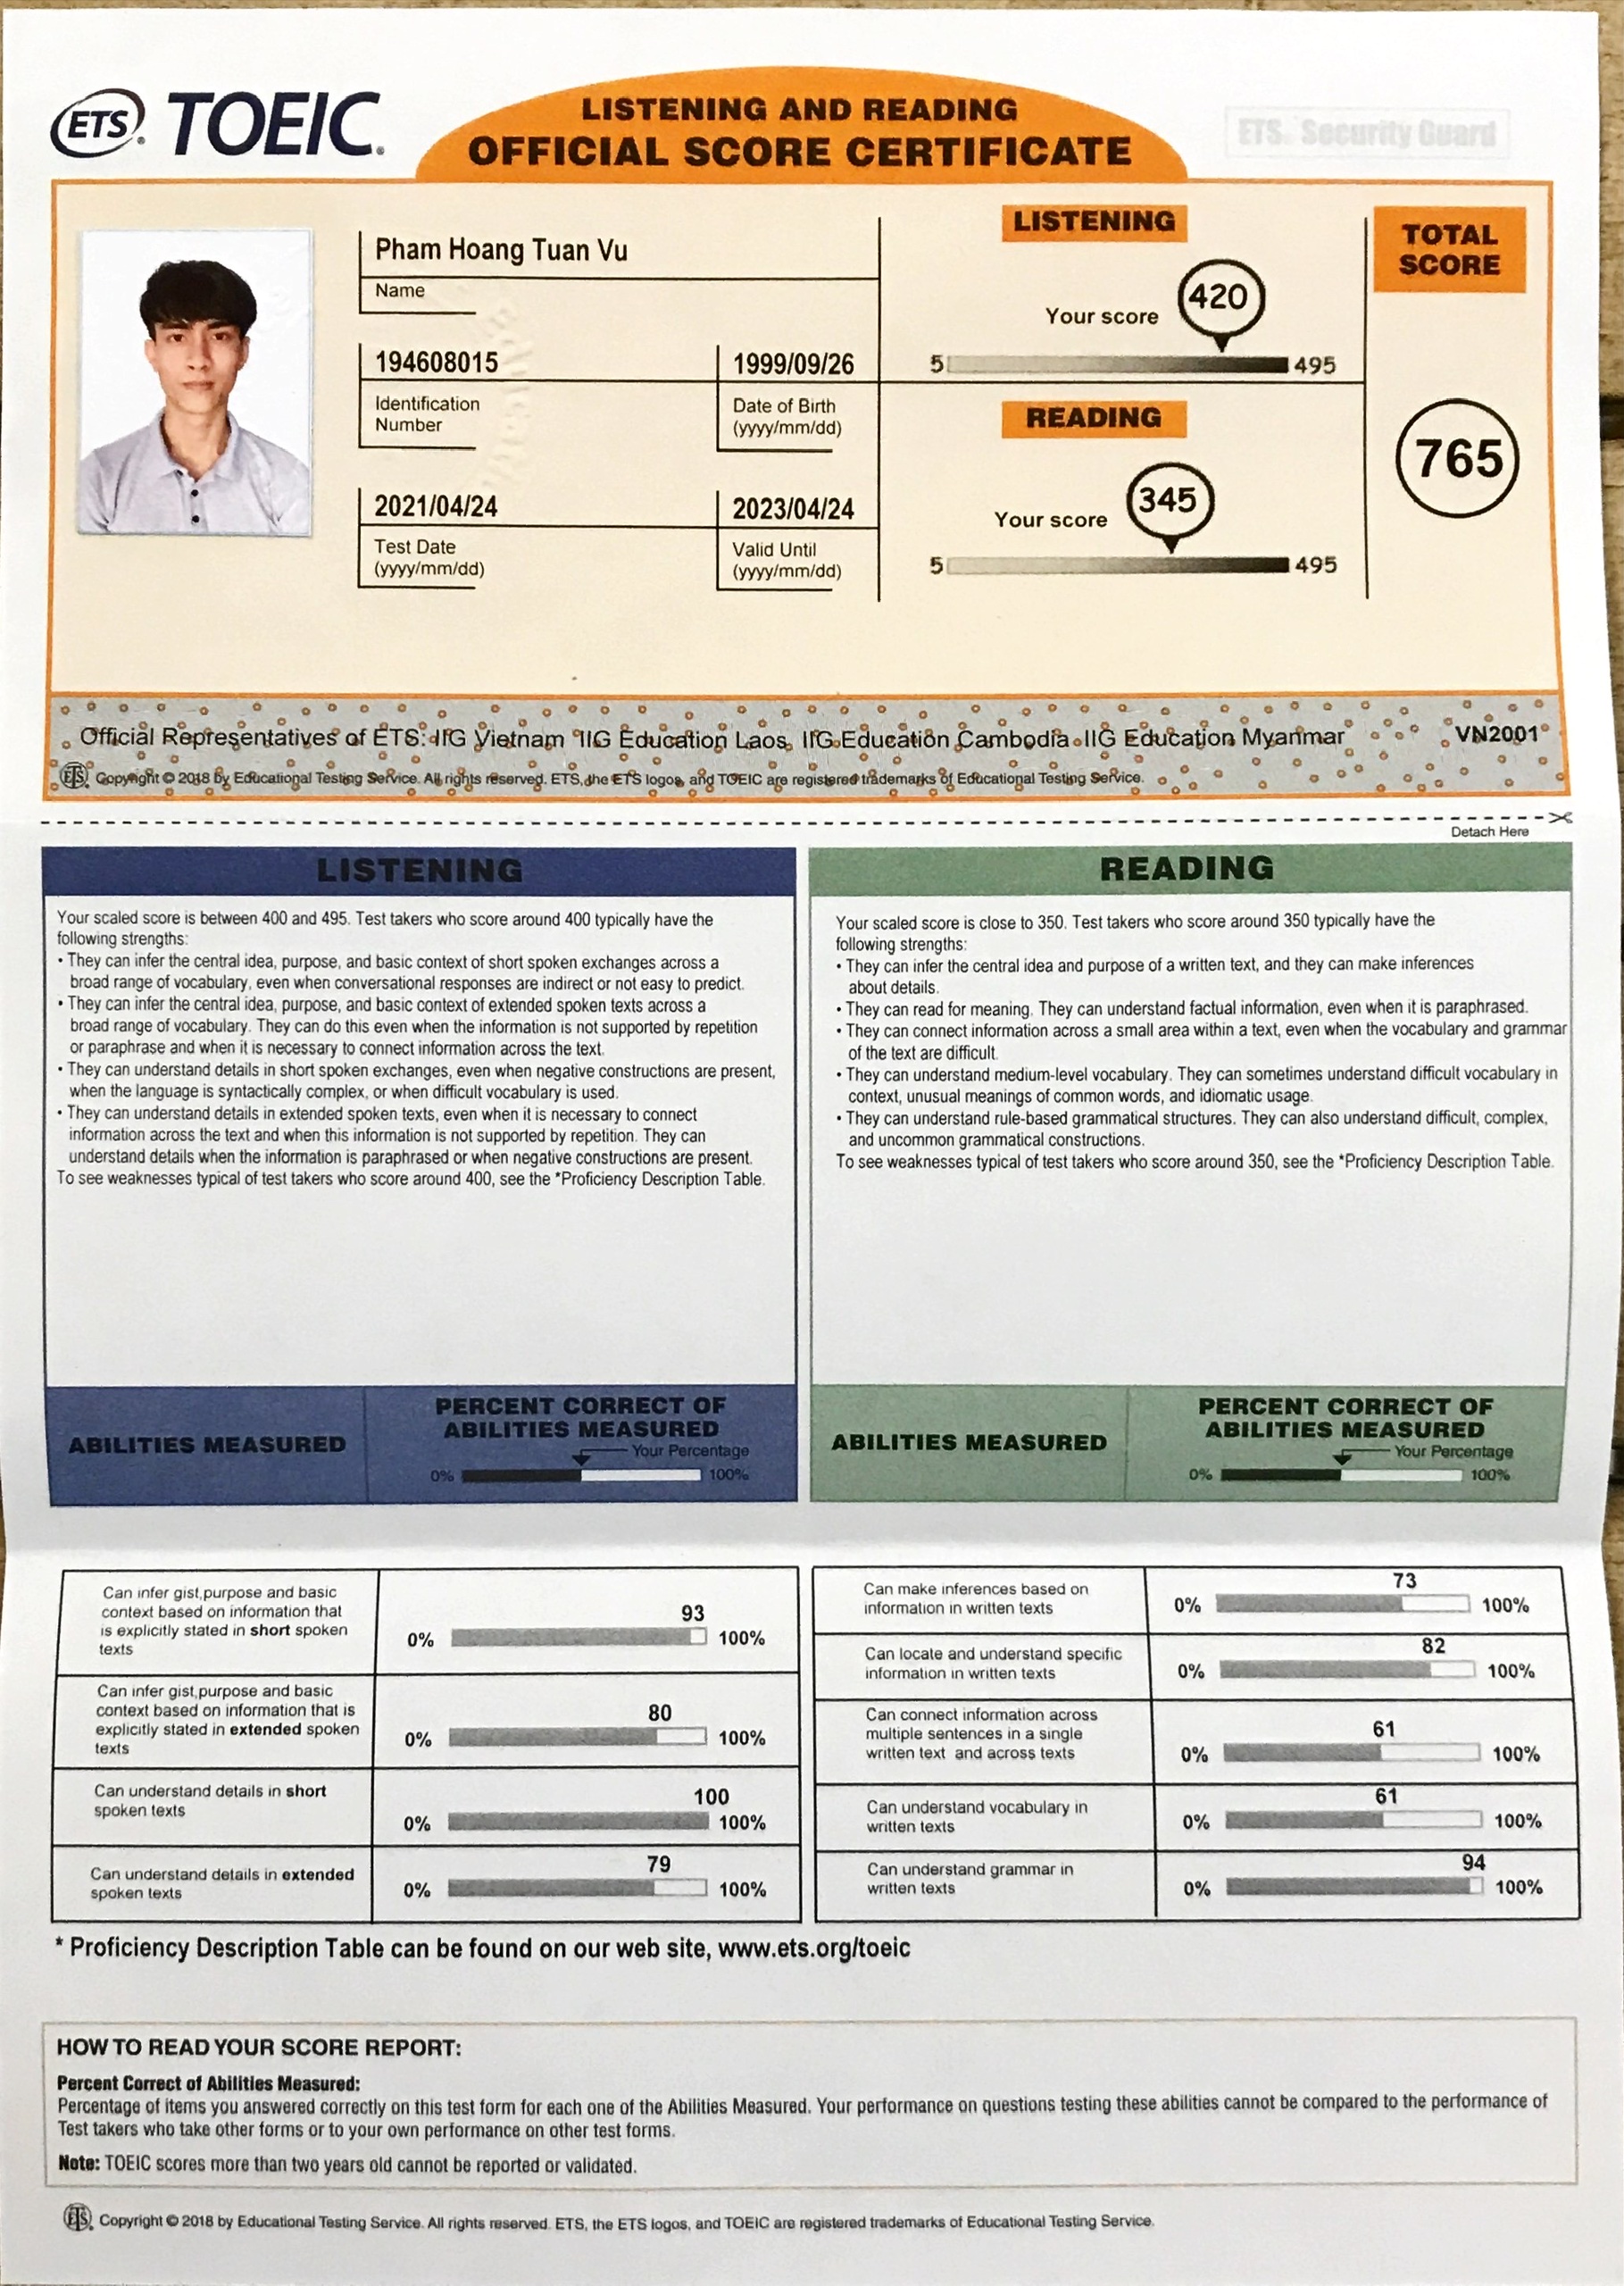 ETS® TOEIC®
LISTENING AND READING
OFFICIAL SCORE CERTIFICATE
ETS® Security Guard
Pham Hoang Tuan Vu
Name
194608015
Identification
Number
1999/09/26
Date of Birth
(yyyy/mm/dd)
2021/04/24
Test Date
(yyyy/mm/dd)
2023/04/24
Valid Until
(yyyy/mm/dd)
LISTENING
Your score 420
5 495
READING
Your score 345
5 495
TOTAL
SCORE
765
Official Representatives of ETS: IIG Vietnam IIG Education Laos, IIG Education Cambodia IIG Education Myanmar VN2001
ETS® Copyright © 2018 by Educational Testing Service. All rights reserved. ETS, the ETS logos, and TOEIC are registered trademarks of Educational Testing Service.
Detach Here
LISTENING
Your scaled score is between 400 and 495. Test takers who score around 400 typically have the
following strengths:
• They can infer the central idea, purpose, and basic context of short spoken exchanges across a
broad range of vocabulary, even when conversational responses are indirect or not easy to predict.
• They can infer the central idea, purpose, and basic context of extended spoken texts across a
broad range of vocabulary. They can do this even when the information is not supported by repetition
or paraphrase and when it is necessary to connect information across the text.
• They can understand details in short spoken exchanges, even when negative constructions are present,
when the language is syntactically complex, or when difficult vocabulary is used.
• They can understand details in extended spoken texts, even when it is necessary to connect
information across the text and when this information is not supported by repetition. They can
understand details when the information is paraphrased or when negative constructions are present.
To see weaknesses typical of test takers who score around 400, see the *Proficiency Description Table.
ABILITIES MEASURED
PERCENT CORRECT OF
ABILITIES MEASURED
Your Percentage
0% 100%
READING
Your scaled score is close to 350. Test takers who score around 350 typically have the
following strengths:
• They can infer the central idea and purpose of a written text, and they can make inferences
about details.
• They can read for meaning. They can understand factual information, even when it is paraphrased.
• They can connect information across a small area within a text, even when the vocabulary and grammar
of the text are difficult.
• They can understand medium-level vocabulary. They can sometimes understand difficult vocabulary in
context, unusual meanings of common words, and idiomatic usage.
• They can understand rule-based grammatical structures. They can also understand difficult, complex,
and uncommon grammatical constructions.
To see weaknesses typical of test takers who score around 350, see the *Proficiency Description Table.
ABILITIES MEASURED
PERCENT CORRECT OF
ABILITIES MEASURED
Your Percentage
0% 100%
Can infer gist,purpose and basic
context based on information that
is explicitly stated in short spoken
texts
93
0% 100%
Can infer gist,purpose and basic
context based on information that is
explicitly stated in extended spoken
texts
80
0% 100%
Can understand details in short
spoken texts
100
0% 100%
Can understand details in extended
spoken texts
79
0% 100%
Can make inferences based on
information in written texts
73
0% 100%
Can locate and understand specific
information in written texts
82
0% 100%
Can connect information across
multiple sentences in a single
written text and across texts
61
0% 100%
Can understand vocabulary in
written texts
61
0% 100%
Can understand grammar in
written texts
94
0% 100%
* Proficiency Description Table can be found on our web site, www.ets.org/toeic
HOW TO READ YOUR SCORE REPORT:
Percent Correct of Abilities Measured:
Percentage of items you answered correctly on this test form for each one of the Abilities Measured. Your performance on questions testing these abilities cannot be compared to the performance of
Test takers who take other forms or to your own performance on other test forms.
Note: TOEIC scores more than two years old cannot be reported or validated.
ETS® Copyright © 2018 by Educational Testing Service. All rights reserved. ETS, the ETS logos, and TOEIC are registered trademarks of Educational Testing Service.